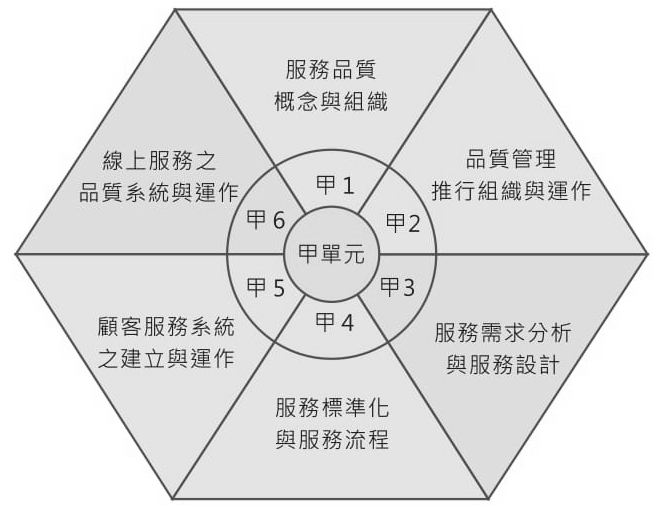 服務品質
概念與組織
線上服務之
品質系統與運作
品質管理
推行組織與運作
甲1
甲6
甲2
甲單元
甲5
甲3
甲4
顧客服務系統
之建立與運作
服務需求分析
與服務設計
服務標準化
與服務流程